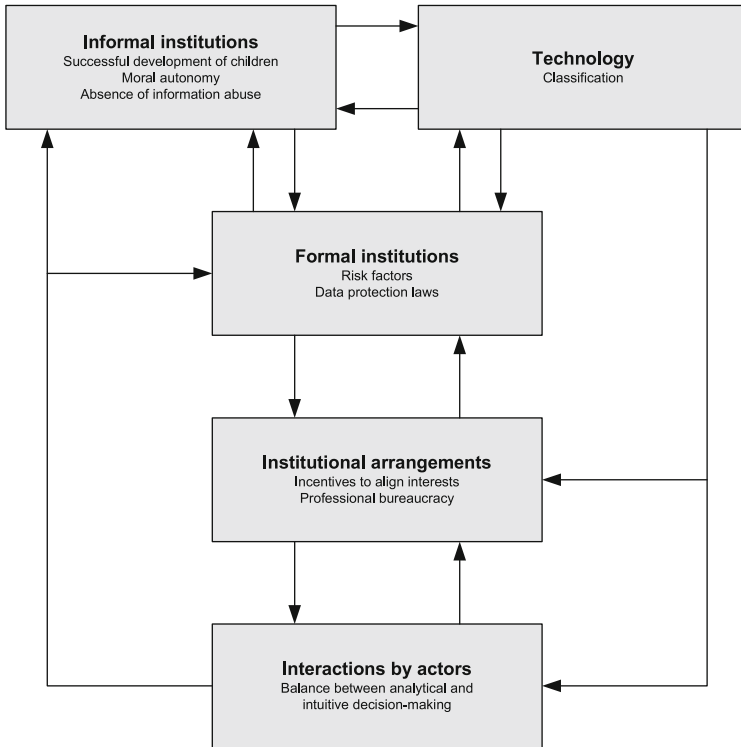 Informal institutions
Successful development of children
Moral autonomy
Absence of information abuse
Technology
Classification
Formal institutions
Risk factors
Data protection laws
Institutional arrangements
Incentives to align interests
Professional bureaucracy
Interactions by actors
Balance between analytical and
intuitive decision-making